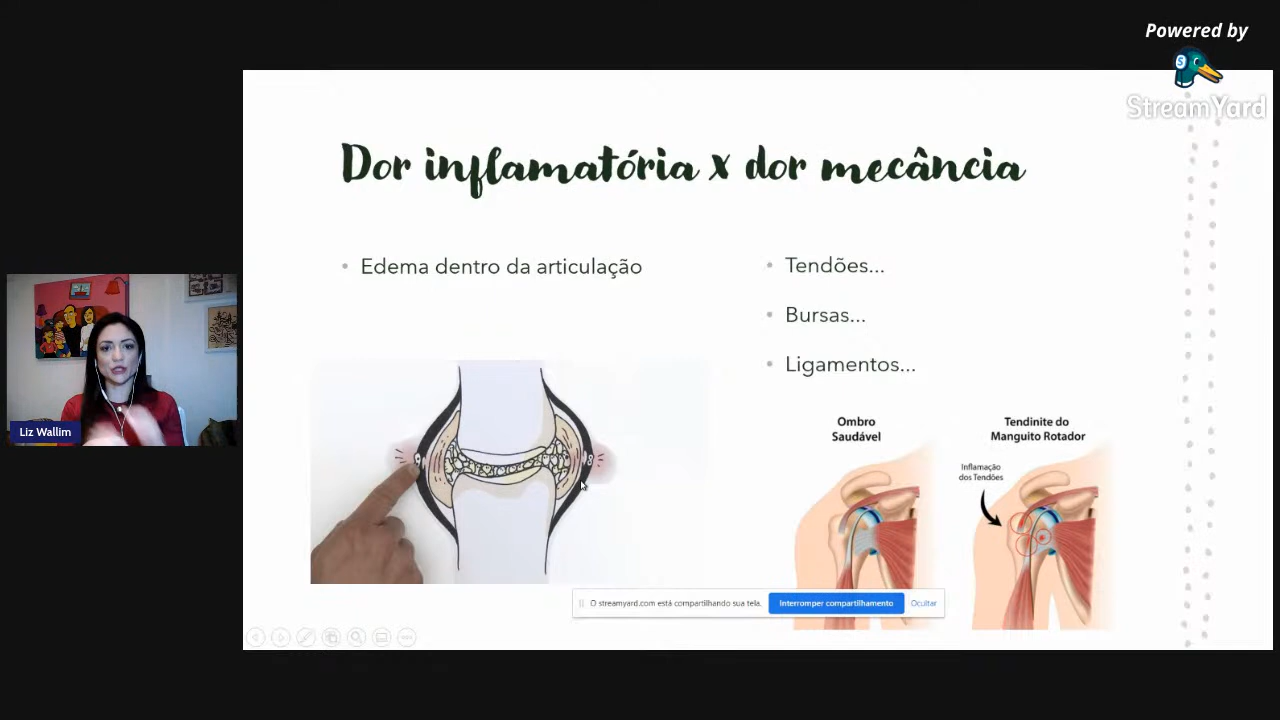 Powered by
StreamYard
Dor inflamatória x dor mecância
• Edema dentro da articulação
• Tendões...
• Bursas...
• Ligamentos...
Ombro
Saudável
Tendinite do
Manguito Rotador
Inflamação
dos Tendões
Liz Wallim
O streamyard.com está compartilhando sua tela.
Interromper compartilhamento
Ocultar